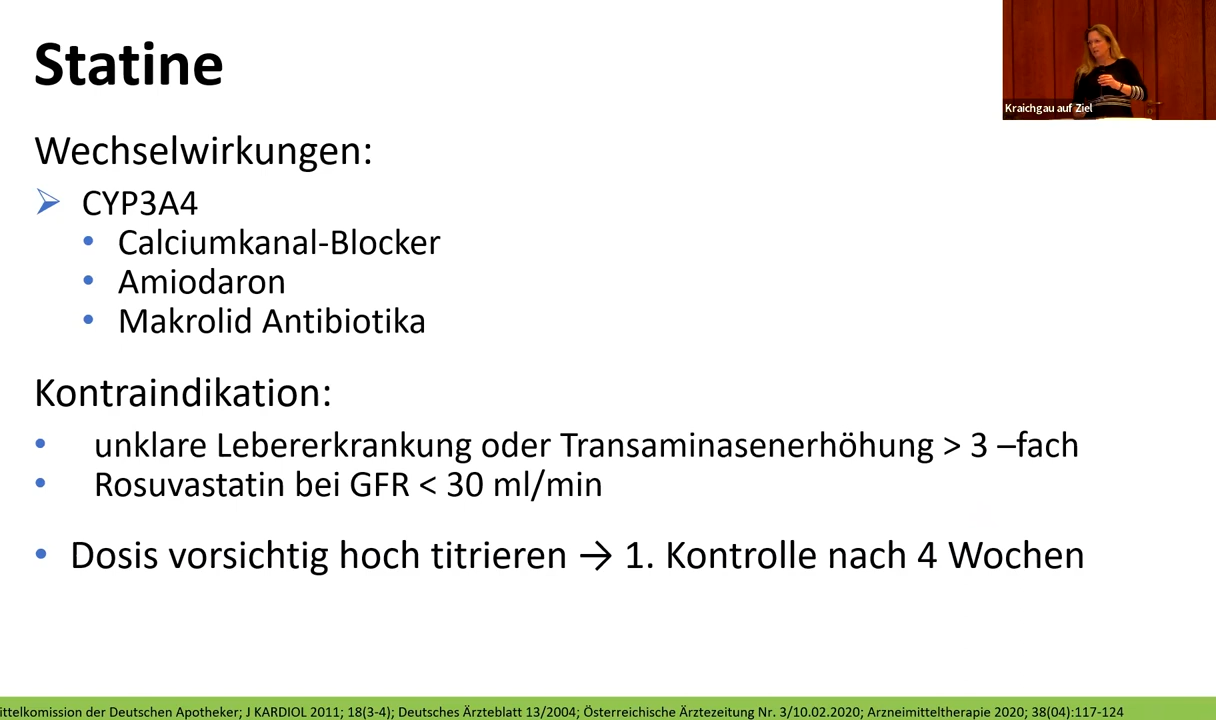 Statine
Kraichgau auf Ziel
Wechselwirkungen:
CYP3A4
Calciumkanal-Blocker
Amiodaron
Makrolid Antibiotika
Kontraindikation:
unklare Lebererkrankung oder Transaminasenerhöhung > 3 –fach
Rosuvastatin bei GFR < 30 ml/min
Dosis vorsichtig hoch titrieren → 1. Kontrolle nach 4 Wochen
ittelkomission der Deutschen Apotheker; J KARDIOL 2011; 18(3-4); Deutsches Ärzteblatt 13/2004; Österreichische Ärztezeitung Nr. 3/10.02.2020; Arzneimitteltherapie 2020; 38(04):117-124